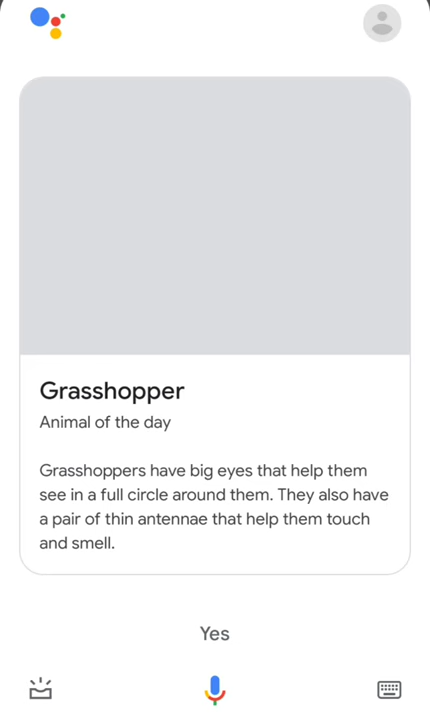 Grasshopper
Animal of the day
Grasshoppers have big eyes that help them
see in a full circle around them. They also have
a pair of thin antennae that help them touch
and smell.
Yes